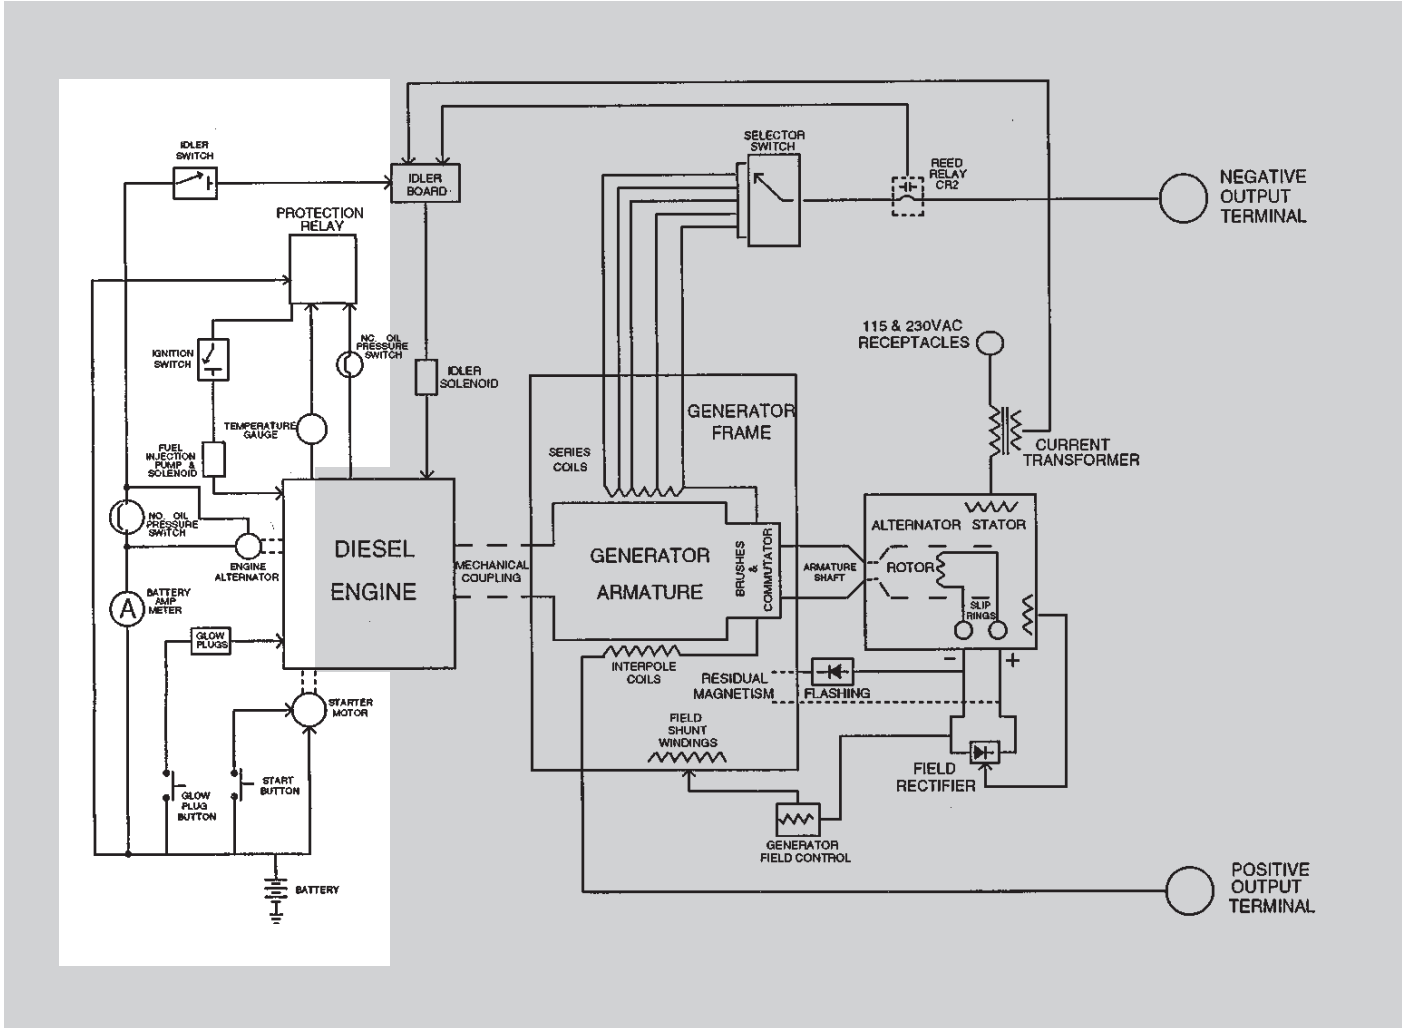 IDLER
SWITCH
IDLER
BOARD
SELECTOR
SWITCH
REED
RELAY
CR2
NEGATIVE
OUTPUT
TERMINAL
PROTECTION
RELAY
IGNITION
SWITCH
NC. OIL
PRESSURE
SWITCH
IDLER
SOLENOID
115 & 230VAC
RECEPTACLES
TEMPERATURE
GAUGE
FUEL
INJECTION
PUMP &
SOLENOID
GENERATOR
FRAME
SERIES
COILS
CURRENT
TRANSFORMER
NO. OIL
PRESSURE
SWITCH
ENGINE
ALTERNATOR
DIESEL
ENGINE
MECHANICAL
COUPLING
GENERATOR
ARMATURE
BRUSHES
&
COMMUTATOR
ARMATURE
SHAFT
ALTERNATOR STATOR
ROTOR
SLIP
RINGS
A
BATTERY
AMP
METER
GLOW
PLUGS
INTERPOLE
COILS
RESIDUAL
MAGNETISM
FLASHING
−
+
STARTER
MOTOR
FIELD
SHUNT
WINDINGS
FIELD
RECTIFIER
GLOW
PLUG
BUTTON
START
BUTTON
GENERATOR
FIELD CONTROL
BATTERY
POSITIVE
OUTPUT
TERMINAL